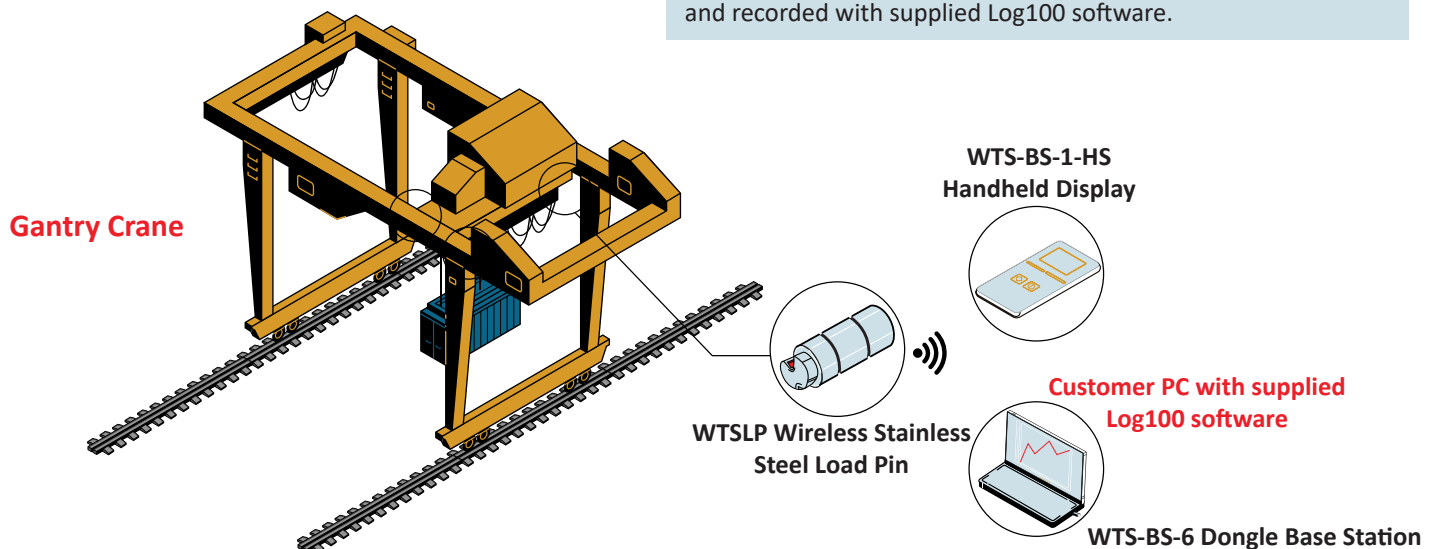 and recorded with supplied Log100 software.
WTS-BS-1-HS
Handheld Display
Gantry Crane
Customer PC with supplied
Log100 software
WTSLP Wireless Stainless
Steel Load Pin
WTS-BS-6 Dongle Base Station